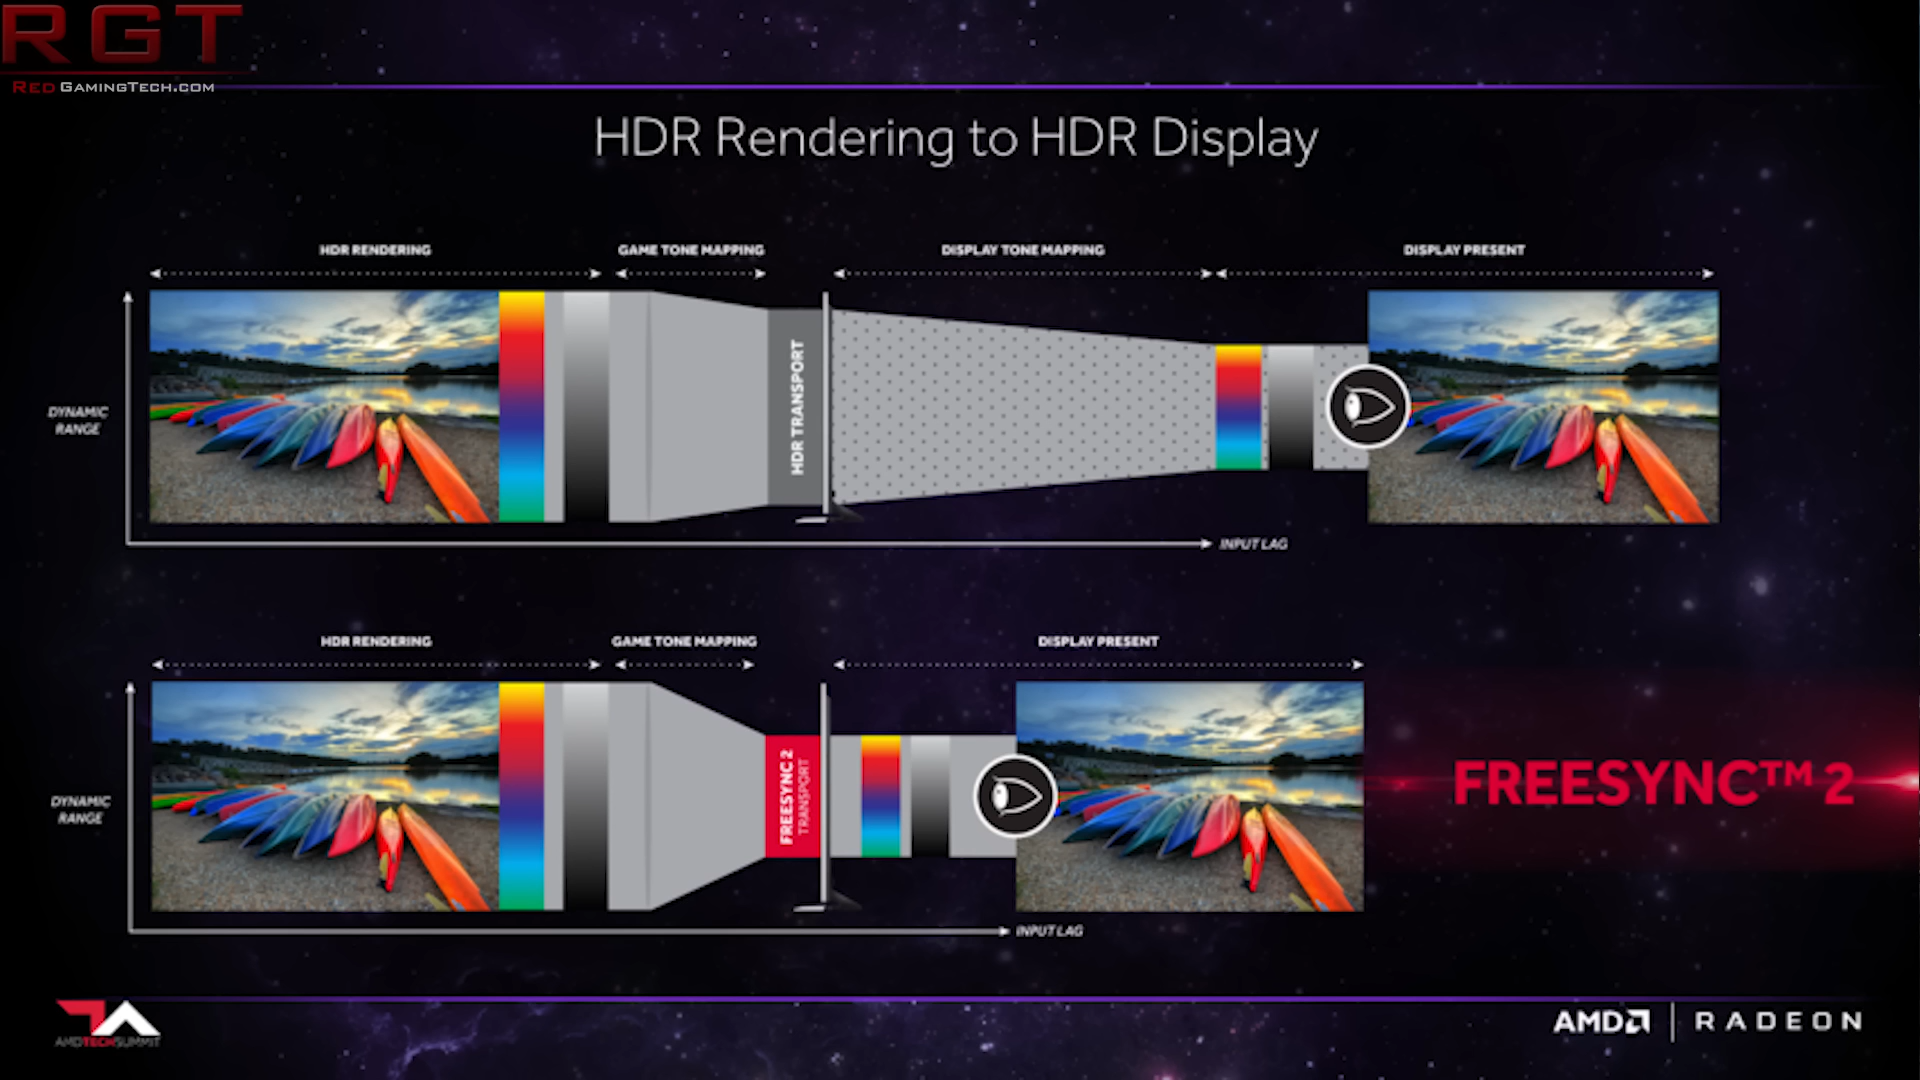 RGT
RED GAMINGTECH.COM
HDR Rendering to HDR Display
HDR RENDERING
GAME TONE MAPPING
DISPLAY TONE MAPPING
DISPLAY PRESENT
DYNAMIC
RANGE
HDR TRANSPORT
INPUT LAG
HDR RENDERING
GAME TONE MAPPING
DISPLAY PRESENT
DYNAMIC
RANGE
FREESYNC 2
TRANSPORT
FREESYNC™ 2
INPUT LAG
AMDTECHSUMMIT
AMD
RADEON